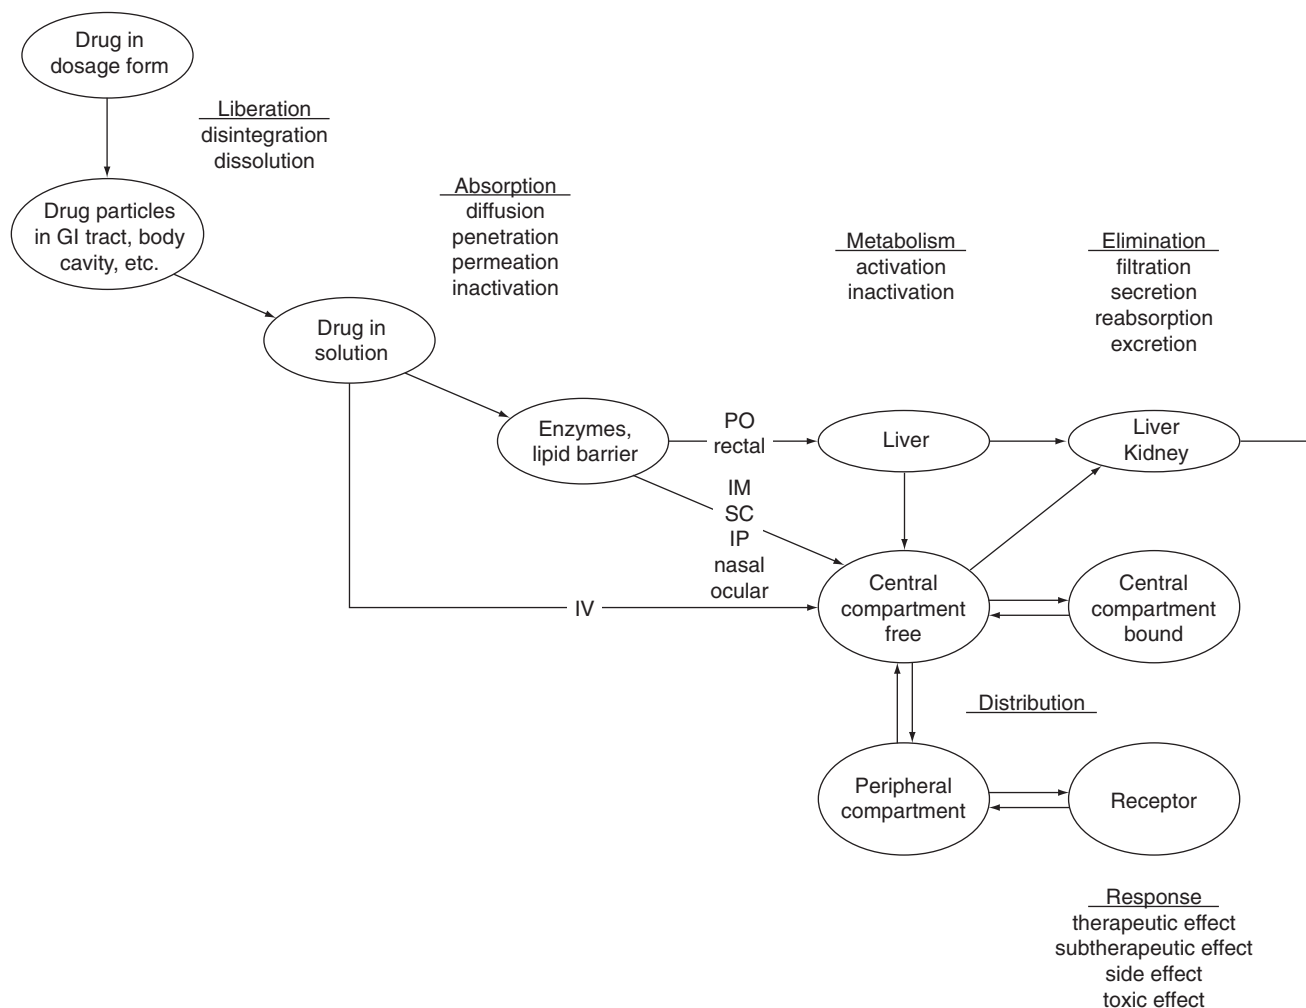 Drug in
dosage form
Liberation
disintegration
dissolution
Drug particles
in GI tract, body
cavity, etc.
Absorption
diffusion
penetration
permeation
inactivation
Drug in
solution
Metabolism
activation
inactivation
Elimination
filtration
secretion
reabsorption
excretion
Enzymes,
lipid barrier
PO
rectal
Liver
Liver
Kidney
IM
SC
IP
nasal
ocular
IV
Central
compartment
free
Central
compartment
bound
Distribution
Peripheral
compartment
Receptor
Response
therapeutic effect
subtherapeutic effect
side effect
toxic effect